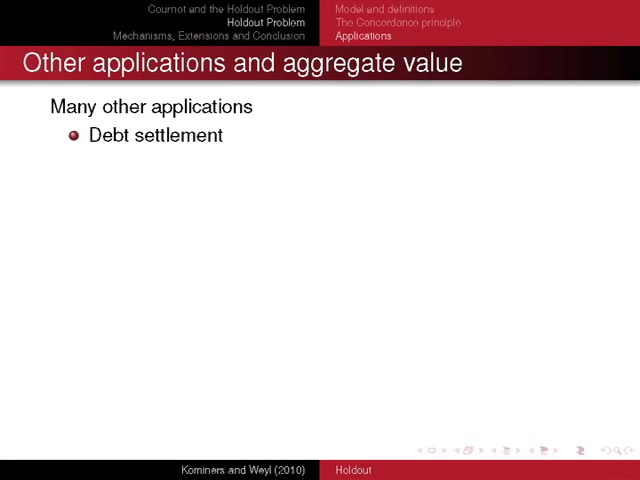 Cournot and the Holdout Problem
Holdout Problem
Mechanisms, Extensions and Conclusion
Model and definitions
The Concordance principle
Applications
Other applications and aggregate value
Many other applications
Debt settlement
Kominers and Weyl (2010)
Holdout